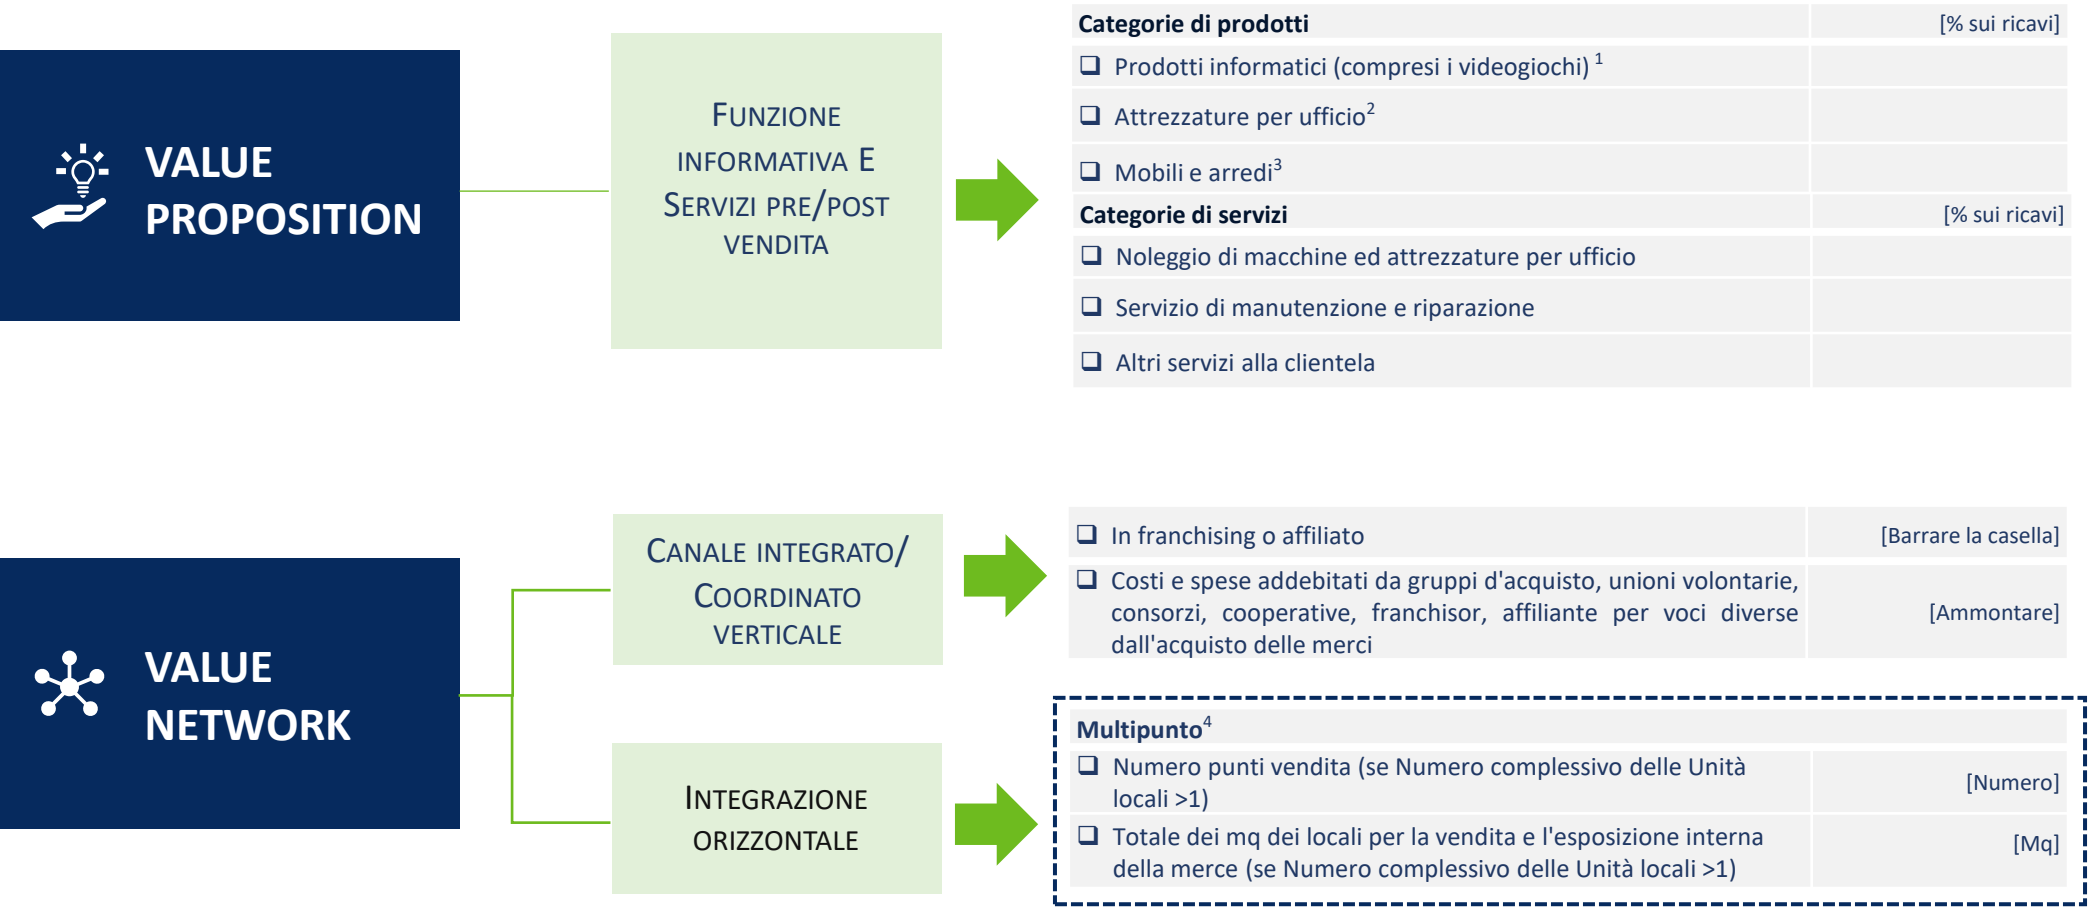 VALUE
PROPOSITION
FUNZIONE
INFORMATIVA E
SERVIZI PRE/POST
VENDITA
Categorie di prodotti [% sui ricavi]
❑ Prodotti informatici (compresi i videogiochi) 1
❑ Attrezzature per ufficio2
❑ Mobili e arredi3
Categorie di servizi [% sui ricavi]
❑ Noleggio di macchine ed attrezzature per ufficio
❑ Servizio di manutenzione e riparazione
❑ Altri servizi alla clientela
VALUE
NETWORK
CANALE INTEGRATO/
COORDINATO
VERTICALE
❑ In franchising o affiliato [Barrare la casella]
❑ Costi e spese addebitati da gruppi d'acquisto, unioni volontarie,
consorzi, cooperative, franchisor, affiliante per voci diverse [Ammontare]
dall'acquisto delle merci
INTEGRAZIONE
ORIZZONTALE
Multipunto4
❑ Numero punti vendita (se Numero complessivo delle Unità
locali >1) [Numero]
❑ Totale dei mq dei locali per la vendita e l'esposizione interna [Mq]
della merce (se Numero complessivo delle Unità locali >1)